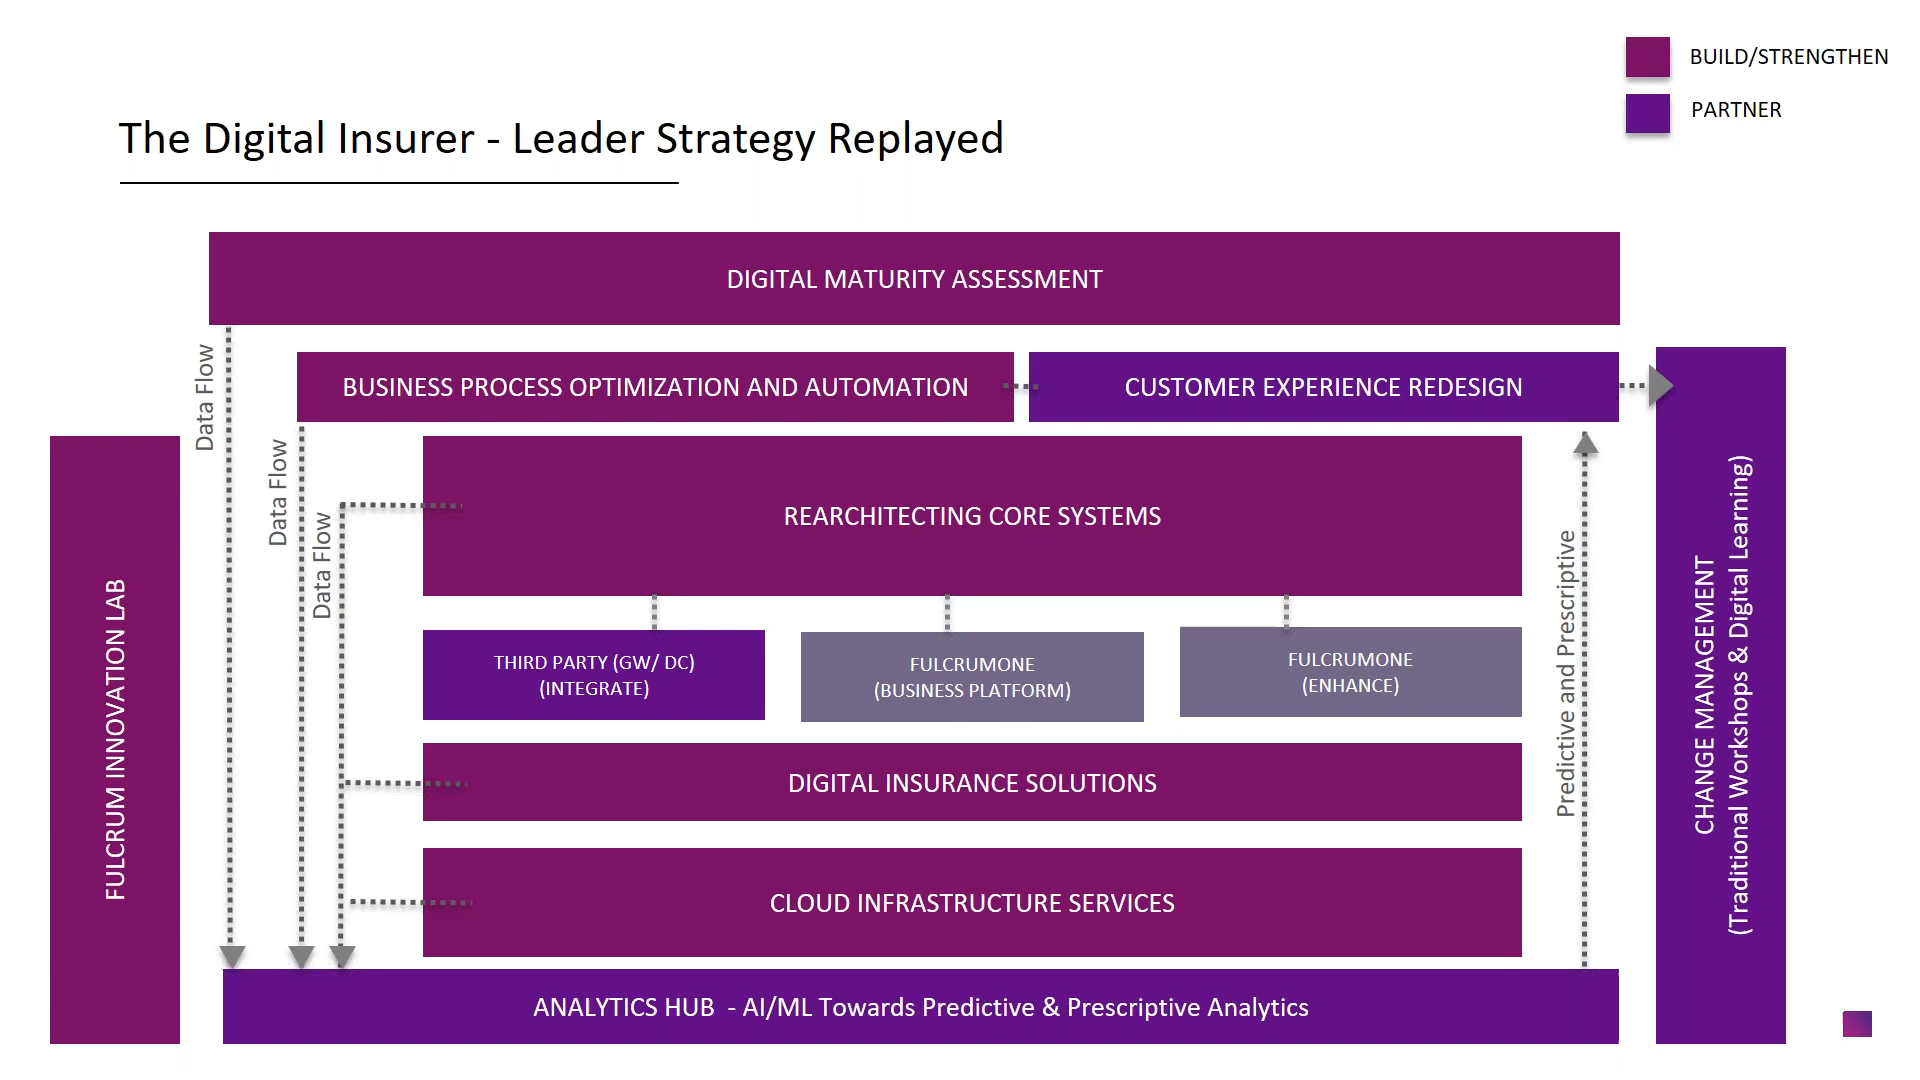 BUILD/STRENGTHEN
PARTNER
The Digital Insurer - Leader Strategy Replayed
DIGITAL MATURITY ASSESSMENT
Data Flow
BUSINESS PROCESS OPTIMIZATION AND AUTOMATION
CUSTOMER EXPERIENCE REDESIGN
Data Flow
Data Flow
REARCHITECTING CORE SYSTEMS
FULCRUM INNOVATION LAB
THIRD PARTY (GW/ DC)
(INTEGRATE)
FULCRUMONE
(BUSINESS PLATFORM)
FULCRUMONE
(ENHANCE)
Predictive and Prescriptive
CHANGE MANAGEMENT
(Traditional Workshops & Digital Learning)
DIGITAL INSURANCE SOLUTIONS
CLOUD INFRASTRUCTURE SERVICES
ANALYTICS HUB - AI/ML Towards Predictive & Prescriptive Analytics